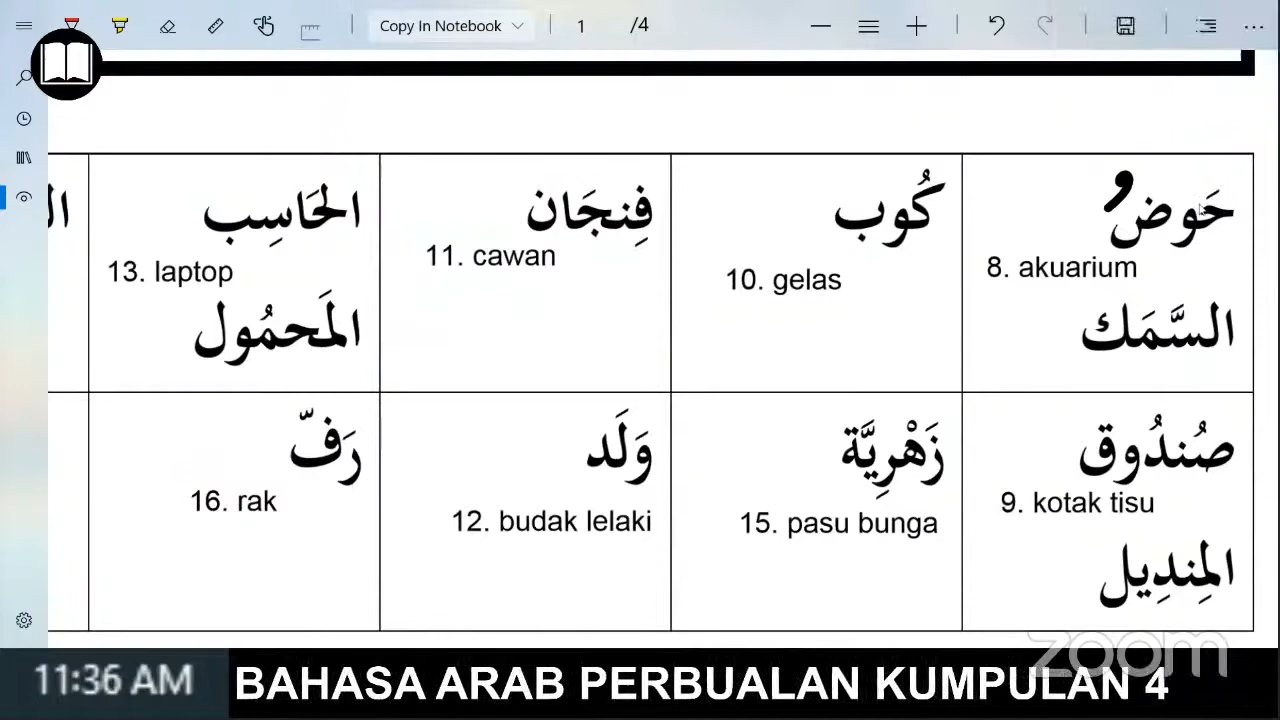 Copy In Notebook
1 /4
حَوضُ
8. akuarium
السَّمَك
كُوب
10. gelas
فِنجَان
11. cawan
الحَاسِب
13. laptop
المَحمُول
صُندُوق
9. kotak tisu
المِندِيل
زَهْرِيَّة
15. pasu bunga
وَلَد
12. budak lelaki
رَفّ
16. rak
zoom
11:36 AM
BAHASA ARAB PERBUALAN KUMPULAN 4